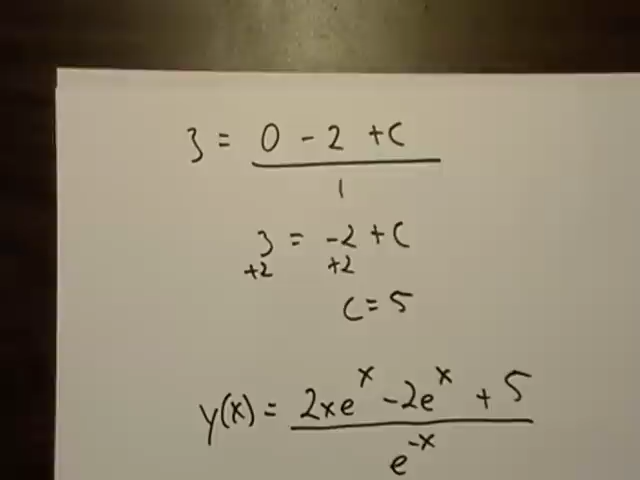 3 = (0 - 2 + C) / 1
3 = -2 + C
+2 +2
C = 5
y(x) = (2xe^x - 2e^x + 5) / e^-x